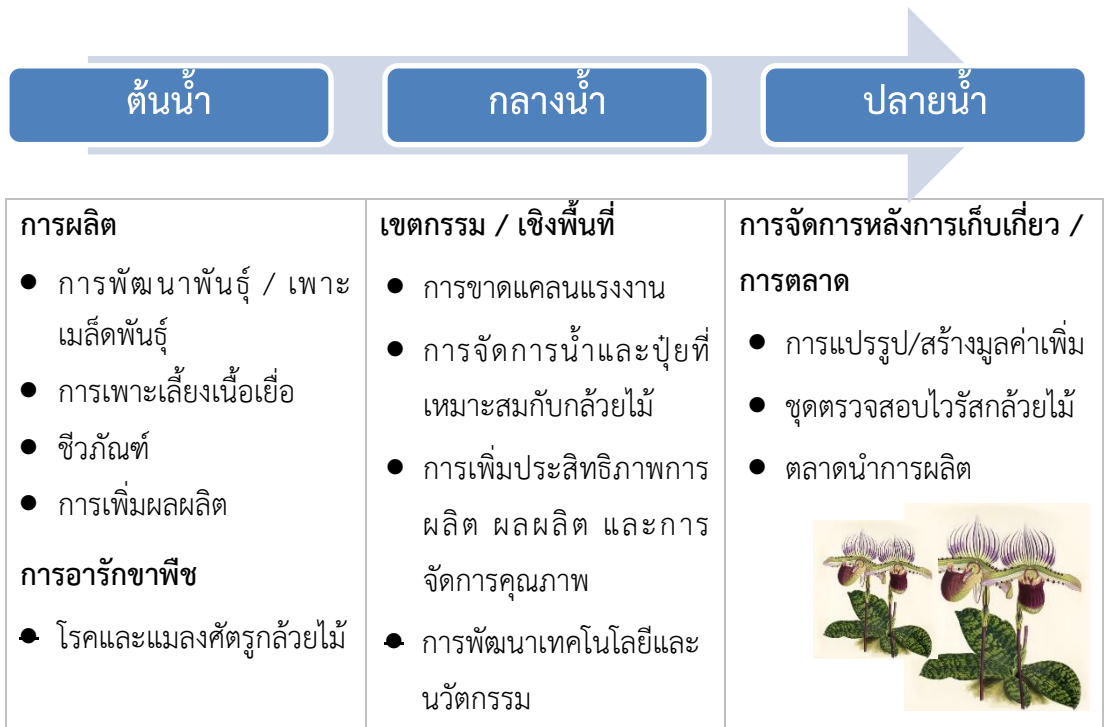 ต้นน้ำ
กลางน้ำ
ปลายน้ำ
การผลิต
● การพัฒนาพันธุ์ / เพาะ
เมล็ดพันธุ์
● การเพาะเลี้ยงเนื้อเยื่อ
● ชีวภัณฑ์
● การเพิ่มผลผลิต
การอารักขาพืช
● โรคและแมลงศัตรูกล้วยไม้
เขตกรรม / เชิงพื้นที่
● การขาดแคลนแรงงาน
● การจัดการน้ำและปุ๋ยที่
เหมาะสมกับกล้วยไม้
● การเพิ่มประสิทธิภาพการ
ผลิต ผลผลิต และการ
จัดการคุณภาพ
● การพัฒนาเทคโนโลยีและ
นวัตกรรม
การจัดการหลังการเก็บเกี่ยว /
การตลาด
● การแปรรูป/สร้างมูลค่าเพิ่ม
● ชุดตรวจสอบไวรัสกล้วยไม้
● ตลาดนำการผลิต